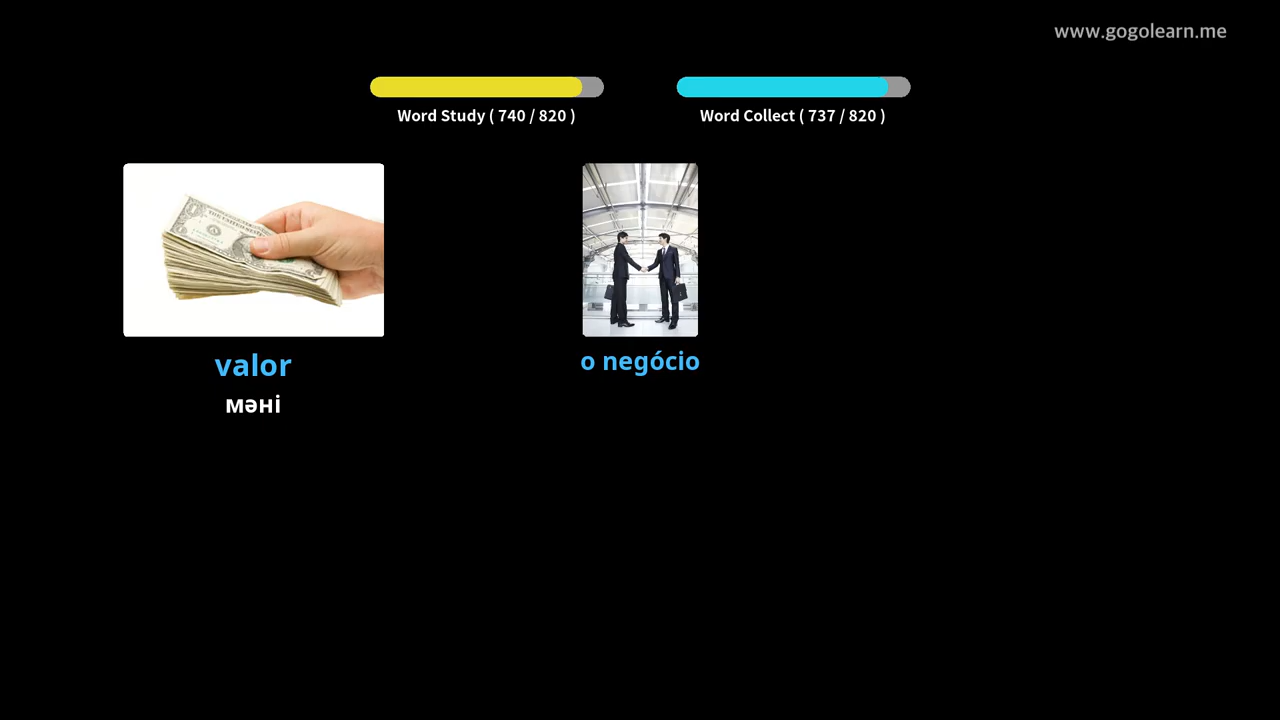 www.gogolearn.me
Word Study ( 740 / 820 )
Word Collect ( 737 / 820 )
valor
мәні
o negócio